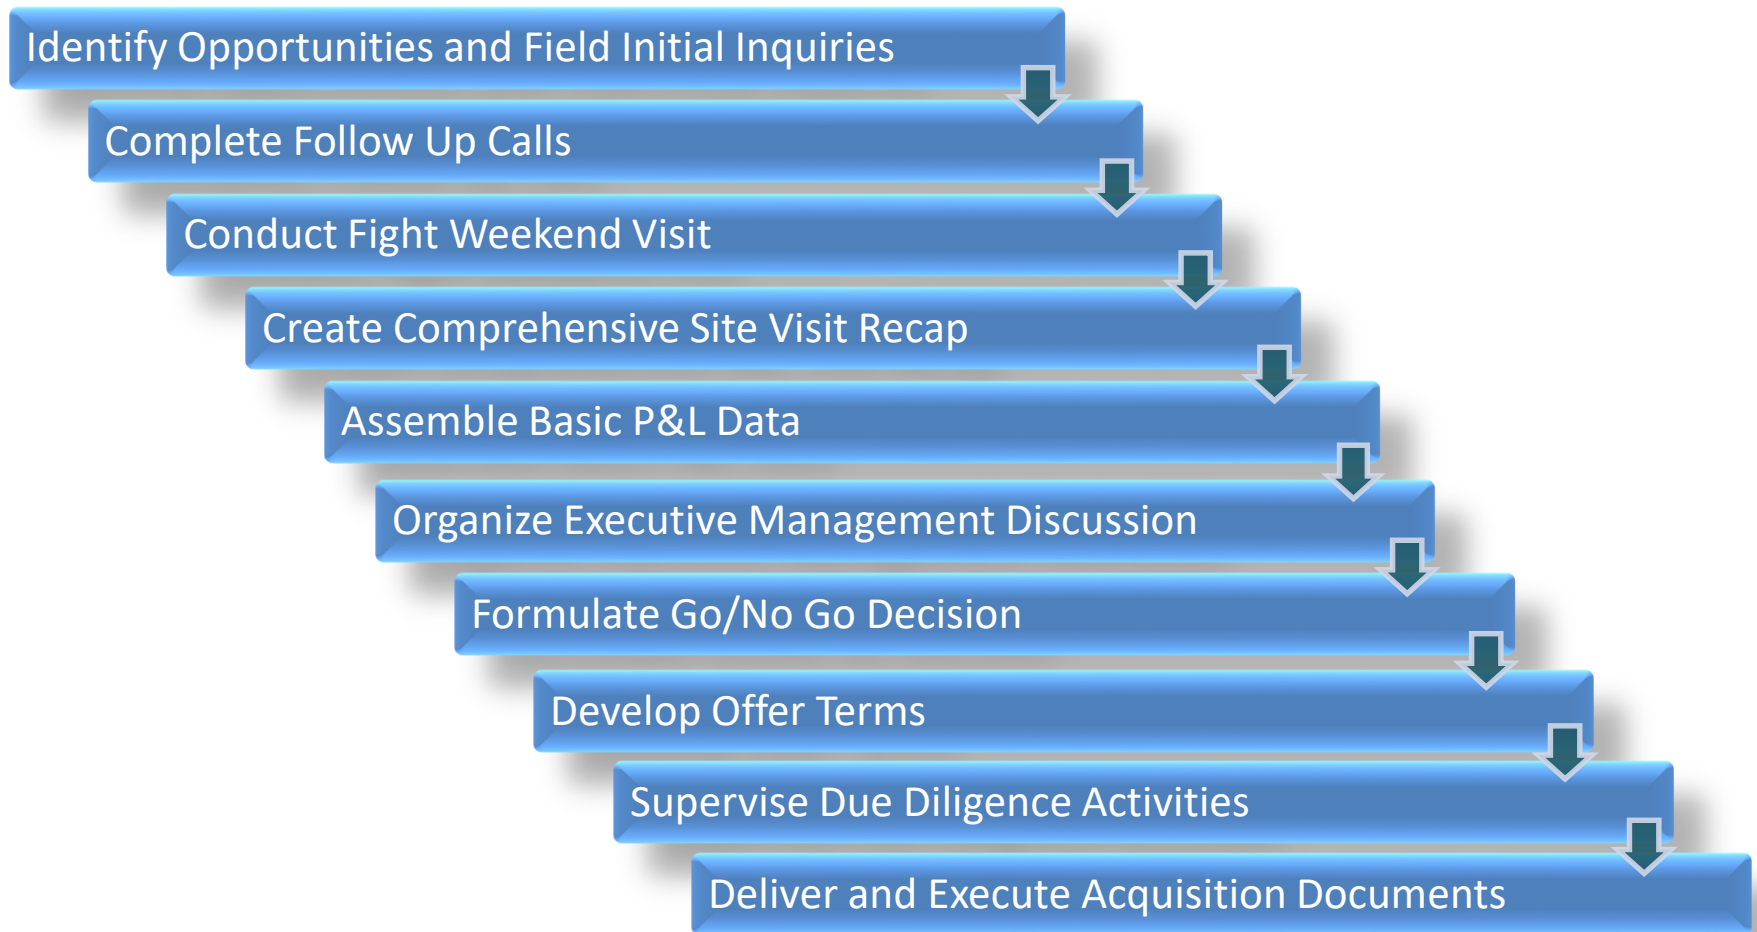 Identify Opportunities and Field Initial Inquiries
Complete Follow Up Calls
Conduct Fight Weekend Visit
Create Comprehensive Site Visit Recap
Assemble Basic P&L Data
Organize Executive Management Discussion
Formulate Go/No Go Decision
Develop Offer Terms
Supervise Due Diligence Activities
Deliver and Execute Acquisition Documents